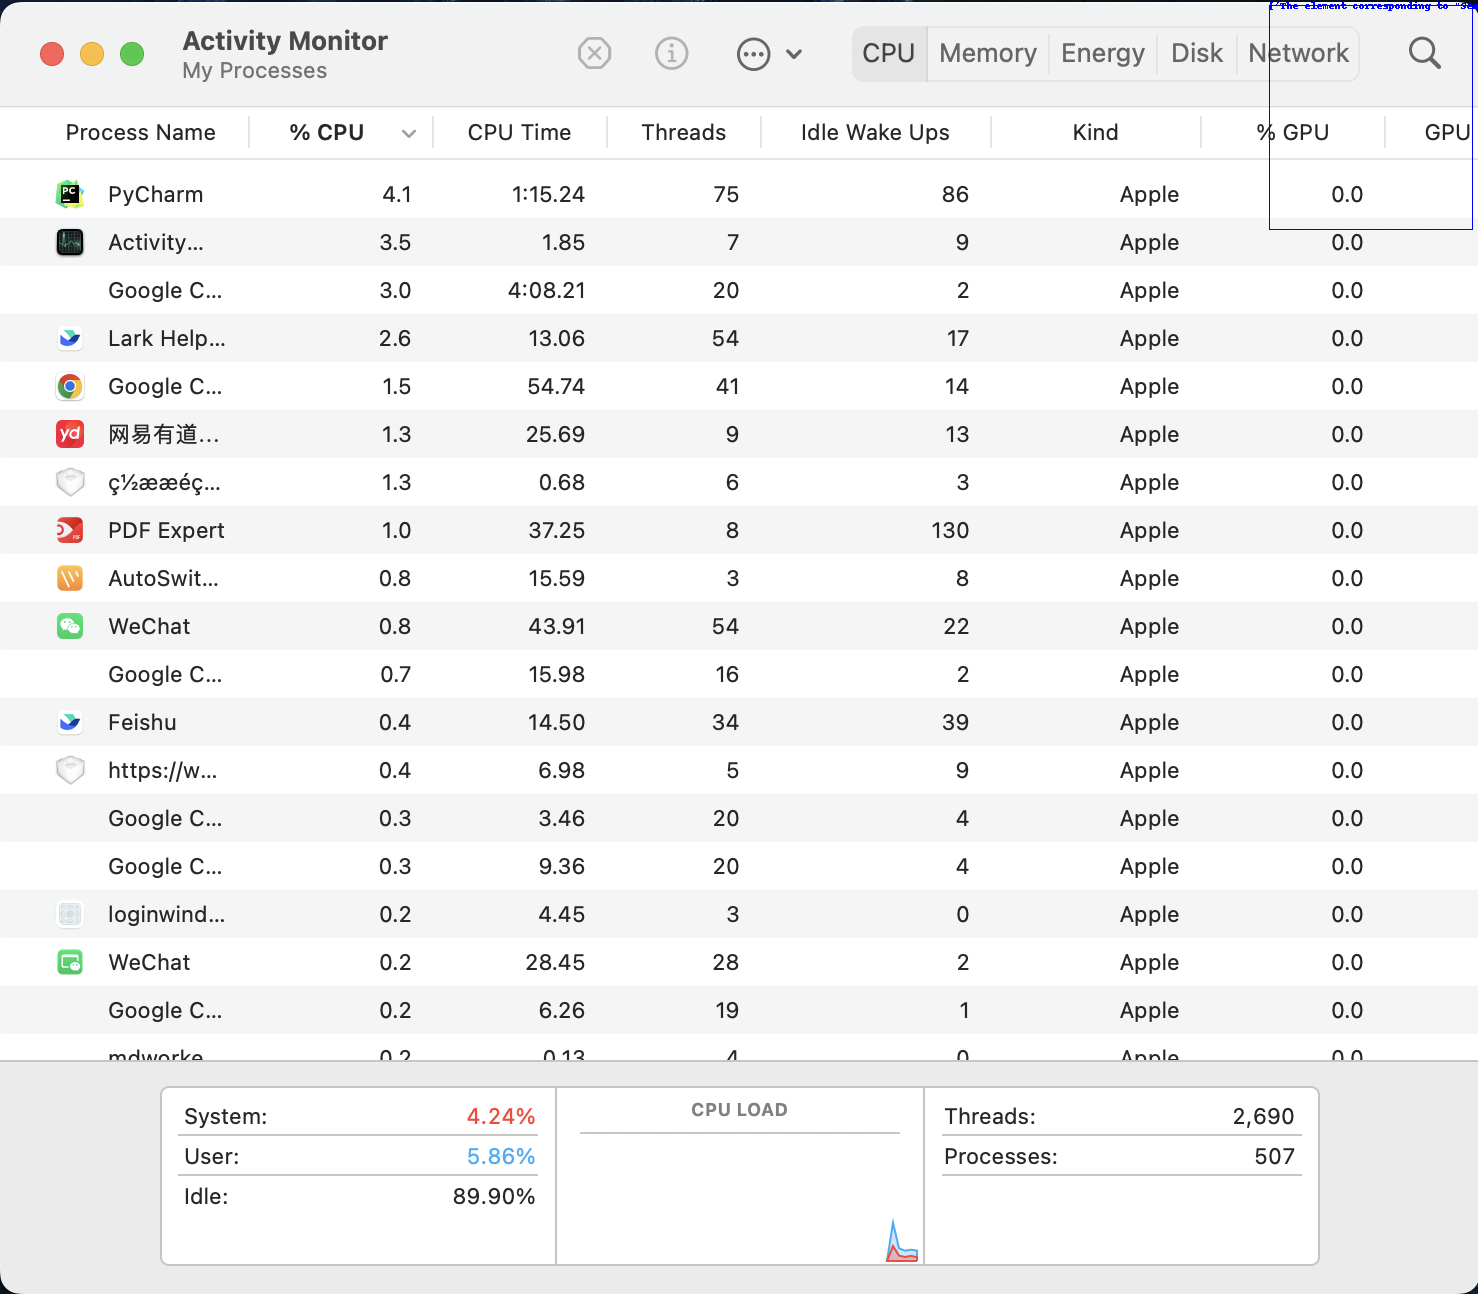 ['The element corresponding to "Se
Activity Monitor
My Processes
CPU Memory Energy Disk Network
Process Name % CPU CPU Time Threads Idle Wake Ups Kind % GPU GPU
PyCharm 4.1 1:15.24 75 86 Apple 0.0
Activity... 3.5 1.85 7 9 Apple 0.0
Google C... 3.0 4:08.21 20 2 Apple 0.0
Lark Help... 2.6 13.06 54 17 Apple 0.0
Google C... 1.5 54.74 41 14 Apple 0.0
yd 网易有道... 1.3 25.69 9 13 Apple 0.0
ç½ææéç... 1.3 0.68 6 3 Apple 0.0
PDF Expert 1.0 37.25 8 130 Apple 0.0
AutoSwit... 0.8 15.59 3 8 Apple 0.0
WeChat 0.8 43.91 54 22 Apple 0.0
Google C... 0.7 15.98 16 2 Apple 0.0
Feishu 0.4 14.50 34 39 Apple 0.0
https://w... 0.4 6.98 5 9 Apple 0.0
Google C... 0.3 3.46 20 4 Apple 0.0
Google C... 0.3 9.36 20 4 Apple 0.0
loginwind... 0.2 4.45 3 0 Apple 0.0
WeChat 0.2 28.45 28 2 Apple 0.0
Google C... 0.2 6.26 19 1 Apple 0.0
mdworke 0.2 0.13 4 0 Apple 0.0
System: 4.24%
User: 5.86%
Idle: 89.90%
CPU LOAD
Threads: 2,690
Processes: 507